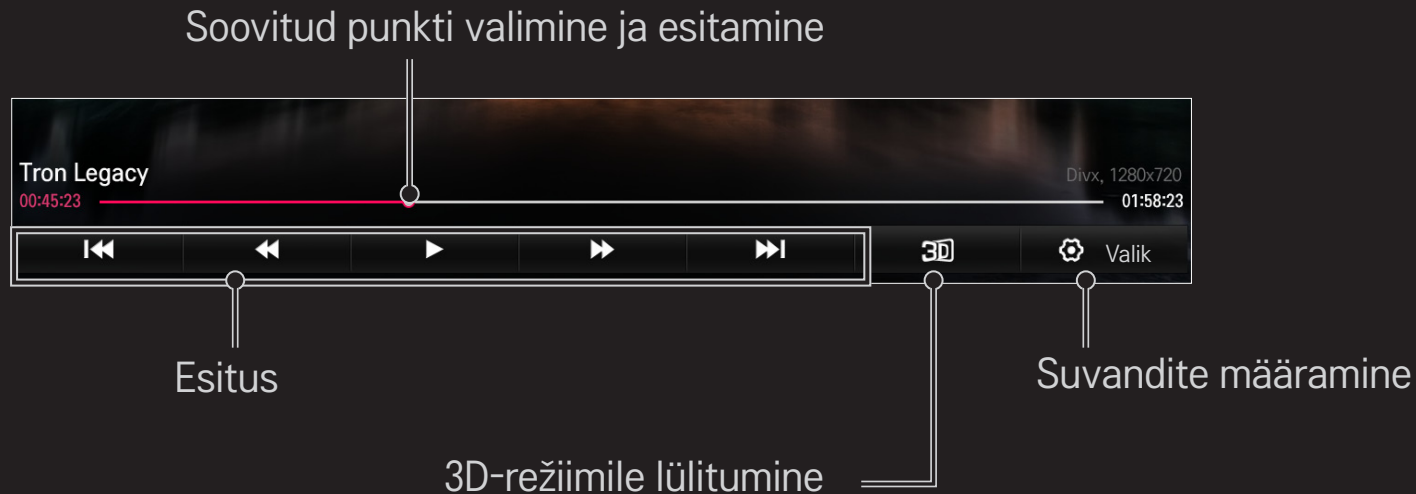 Soovitud punkti valimine ja esitamine
Tron Legacy
Divx, 1280x720
00:45:23
01:58:23
3D
Valik
Esitus
Suvandite määramine
3D-režiimile lülitumine